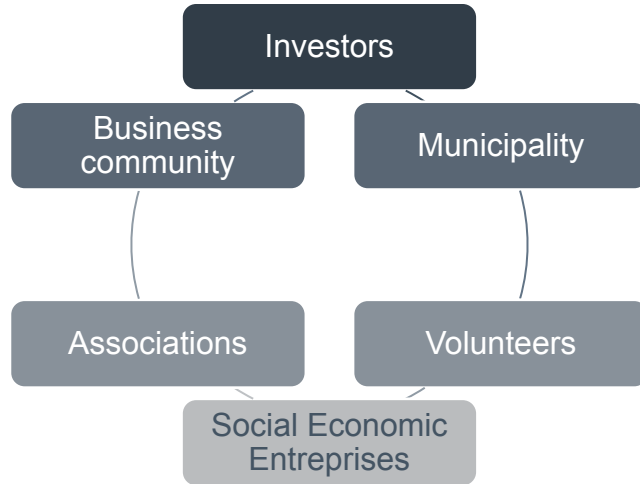 Investors
Business
community
Municipality
Associations
Volunteers
Social Economic
Entreprises